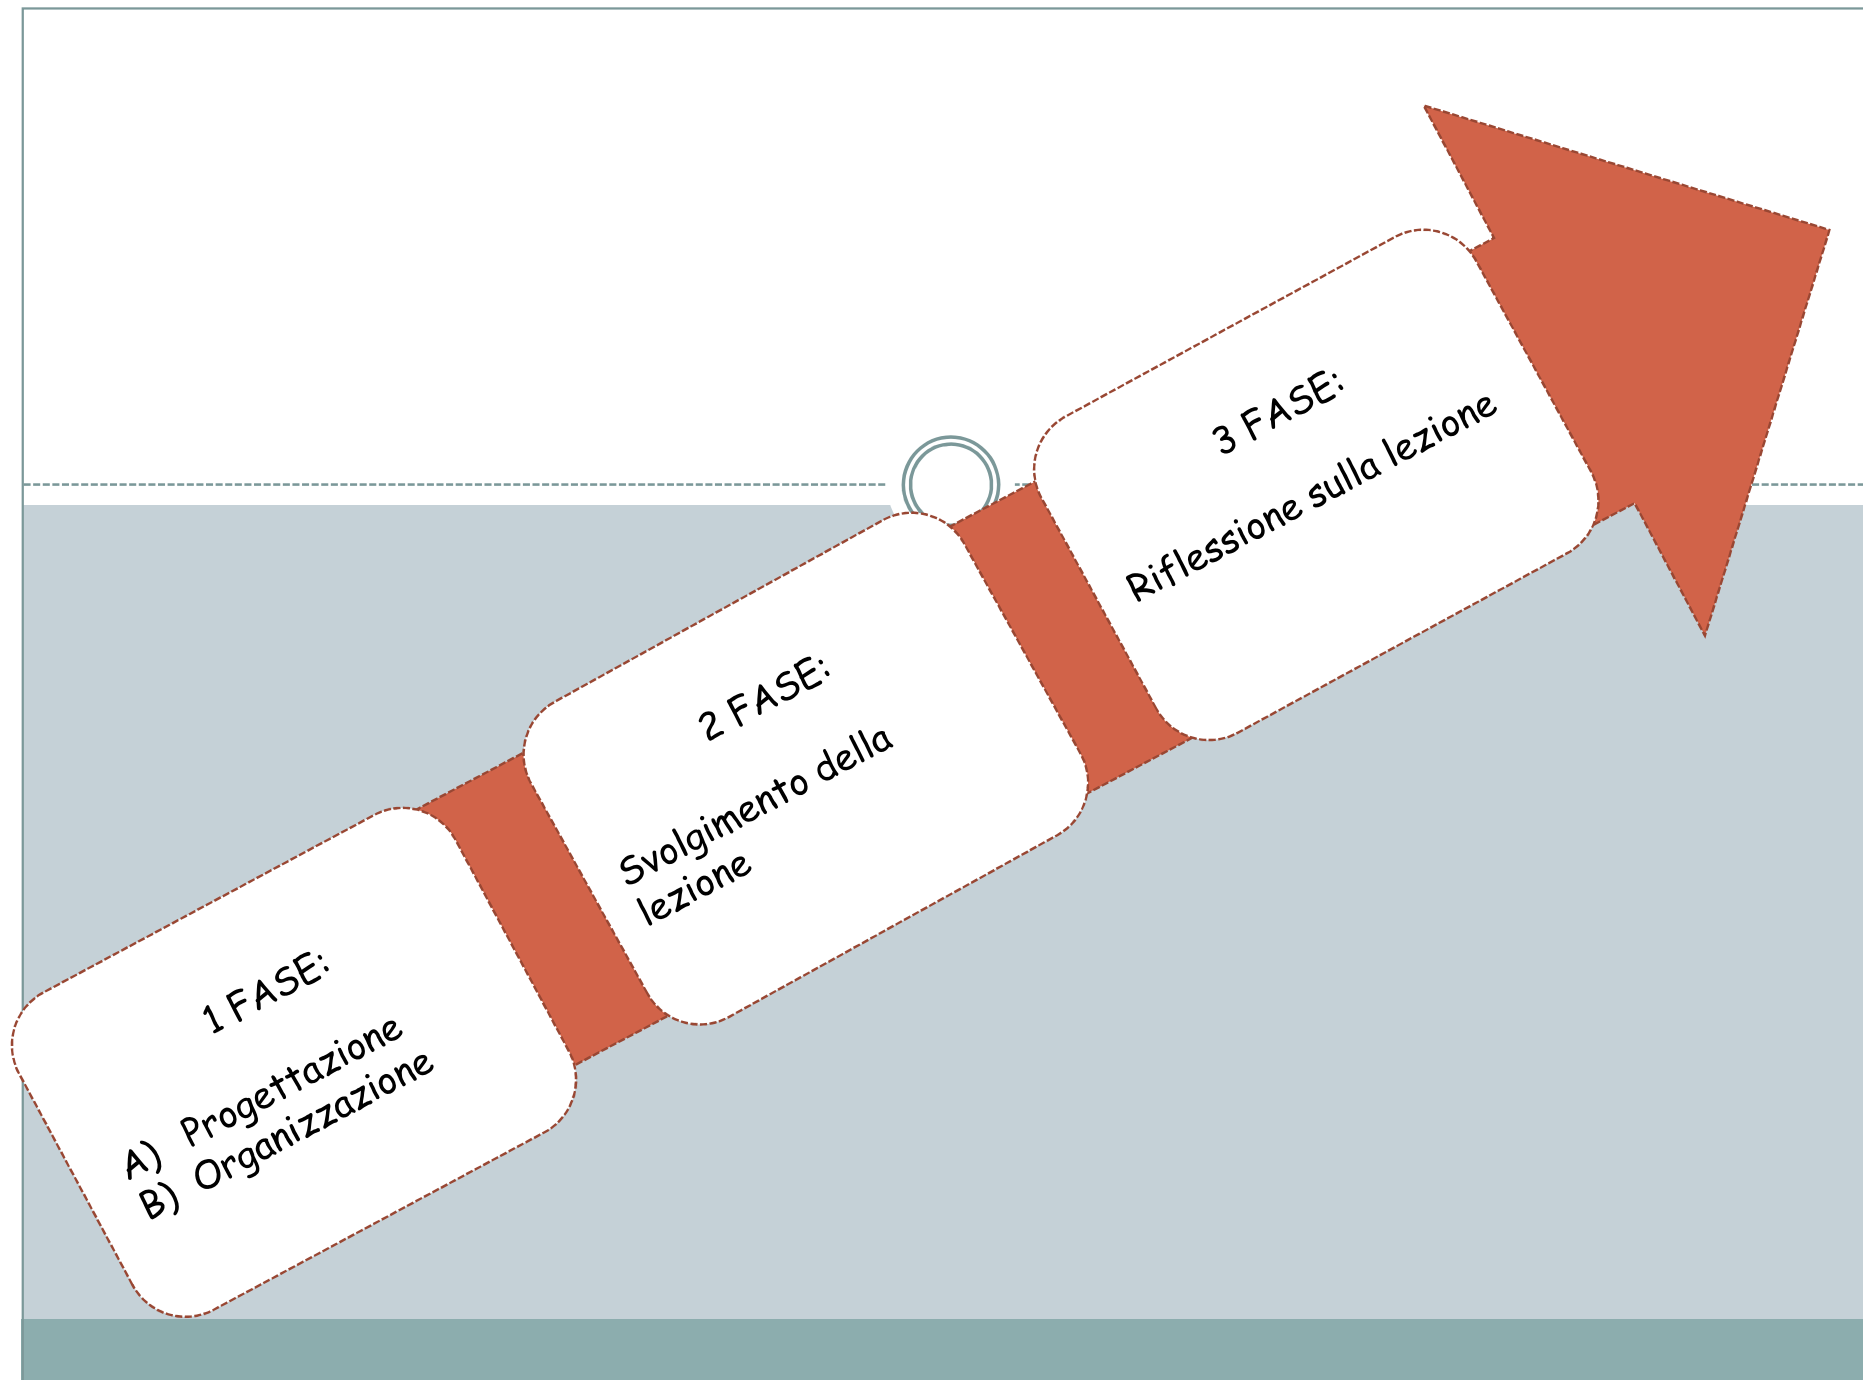 1 FASE:
A) Progettazione
B) Organizzazione
2 FASE:
Svolgimento della
lezione
3 FASE:
Riflessione sulla lezione